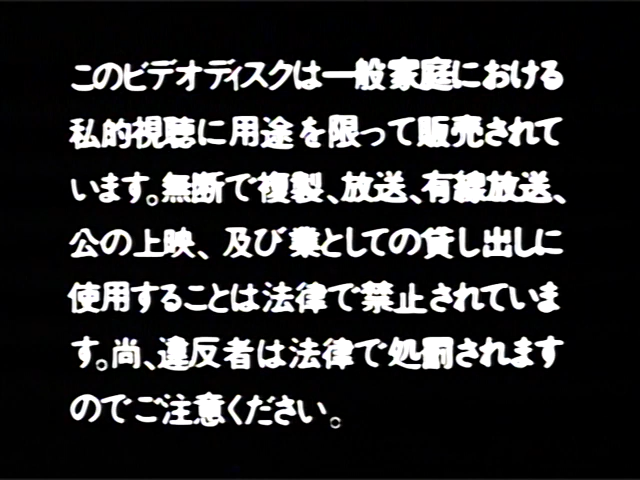 このビデオディスクは一般家庭における
私的視聴に用途を限って販売されて
います。無断で複製、放送、有線放送、
公の上映、及び業としての貸し出しに
使用することは法律で禁止されていま
す。尚、違反者は法律で処罰されます
のでご注意ください。